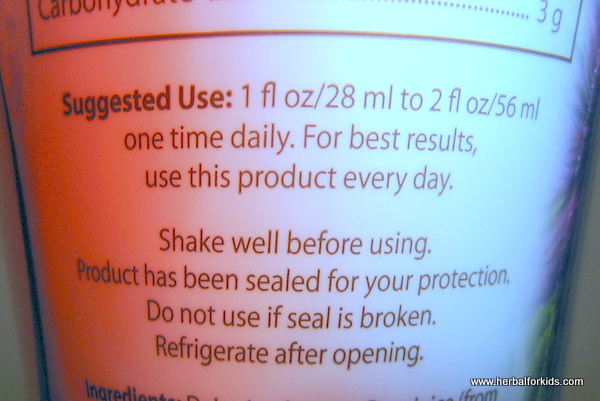 Carbohydrate ........ 3 g
Suggested Use: 1 fl oz/28 ml to 2 fl oz/56 ml
one time daily. For best results,
use this product every day.
Shake well before using.
Product has been sealed for your protection.
Do not use if seal is broken.
Refrigerate after opening.
Ingredients:
www.herbalforkids.com